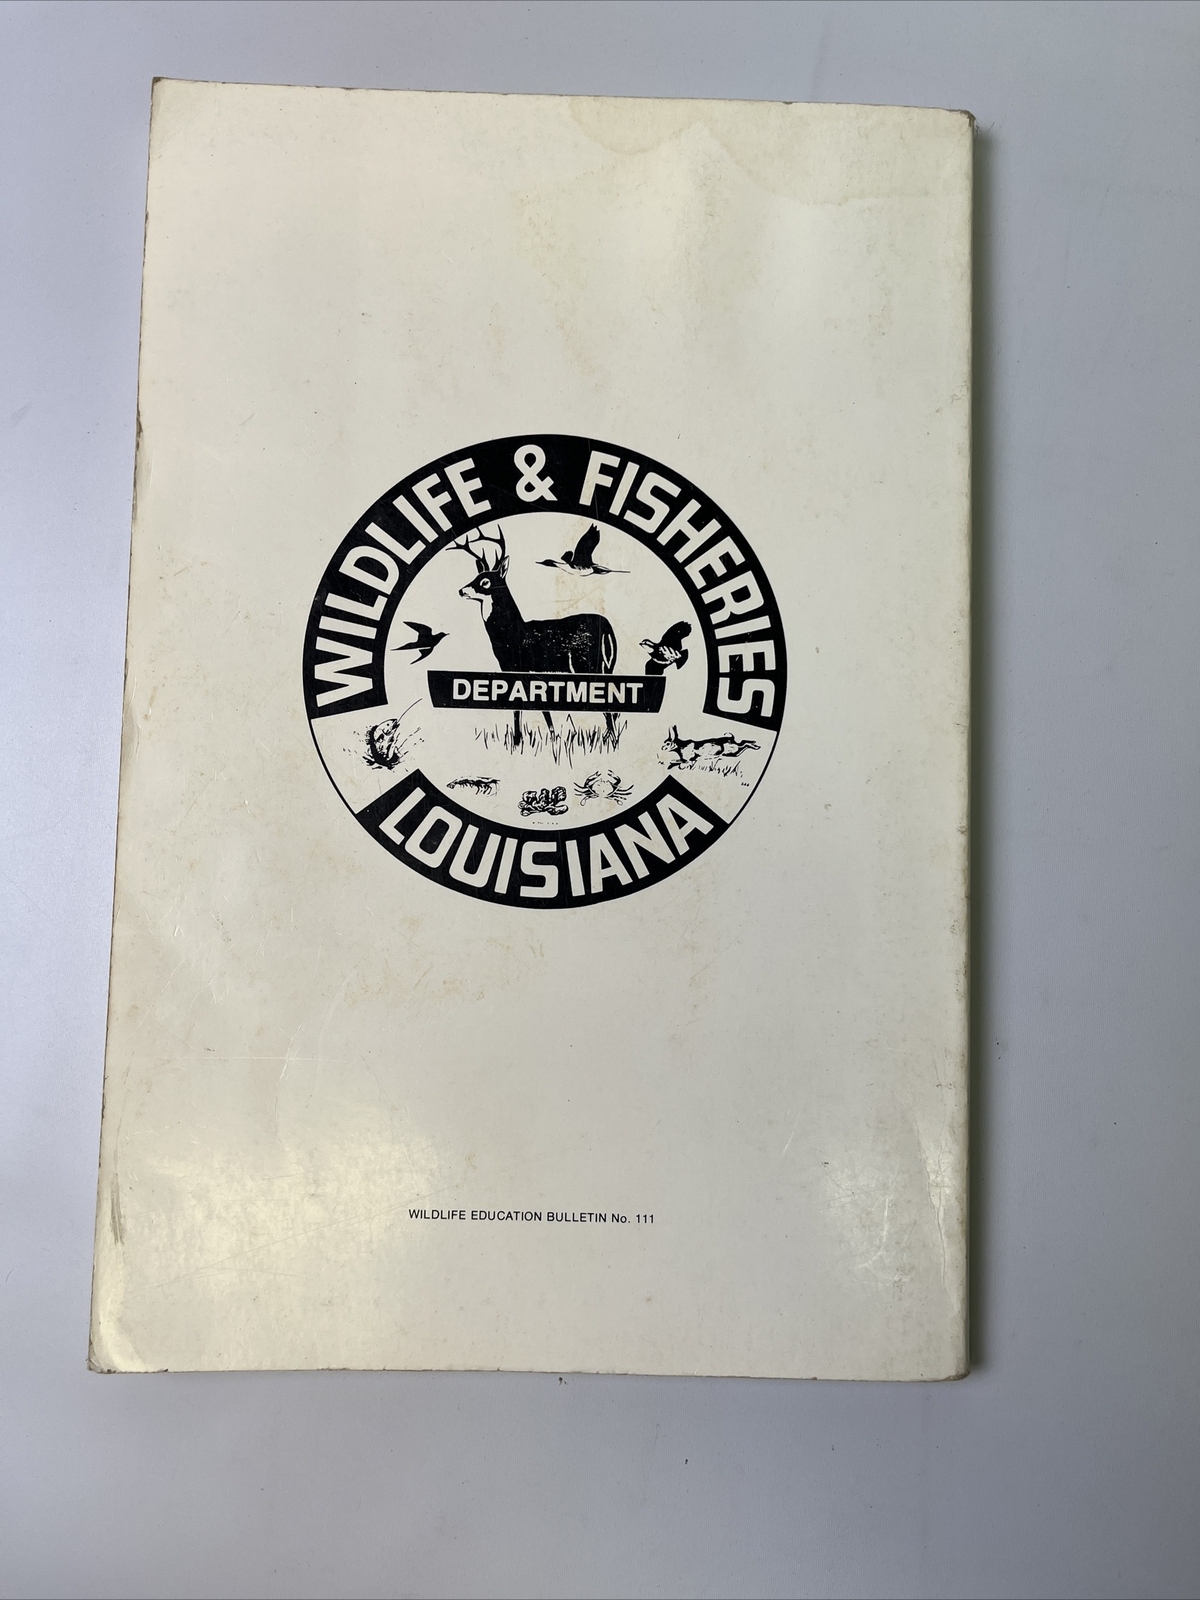 WILDLIFE & FISHERIES
DEPARTMENT
LOUISIANA
WILDLIFE EDUCATION BULLETIN No. 111